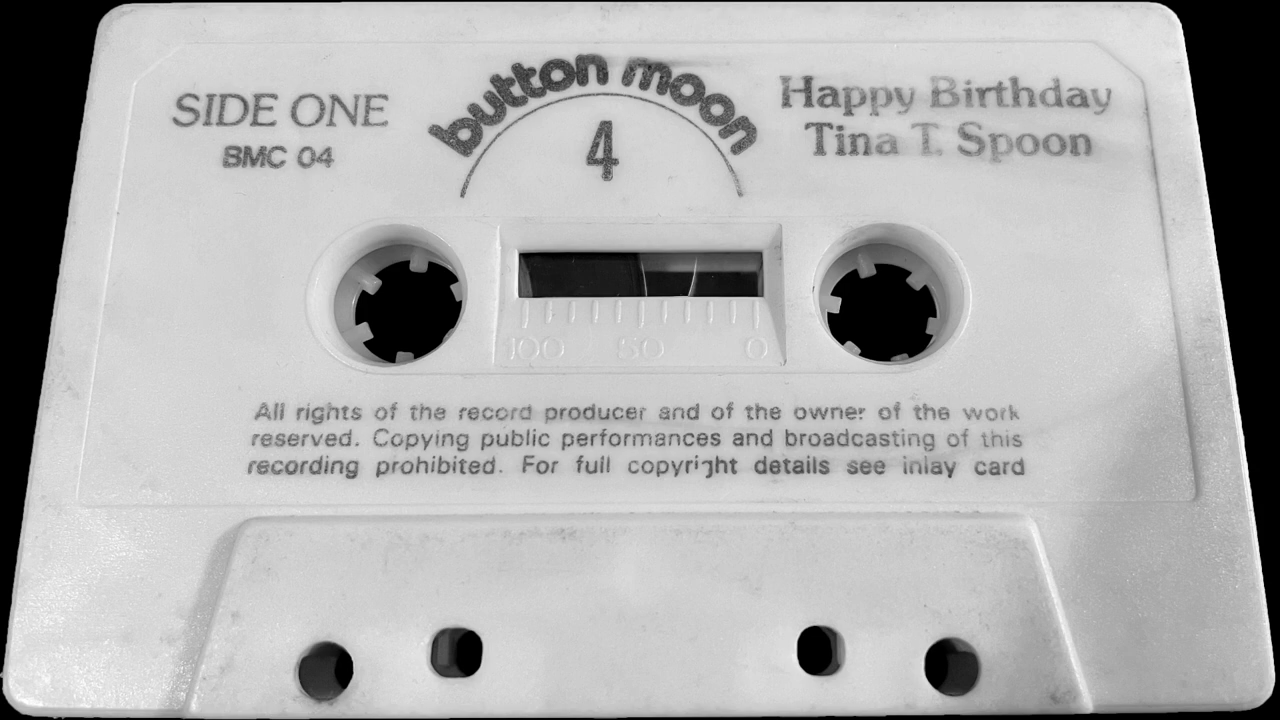 SIDE ONE
BMC 04
button moon
4
Happy Birthday
Tina T. Spoon
100 50 0
All rights of the record producer and of the owner of the work
reserved. Copying public performances and broadcasting of this
recording prohibited. For full copyright details see inlay card